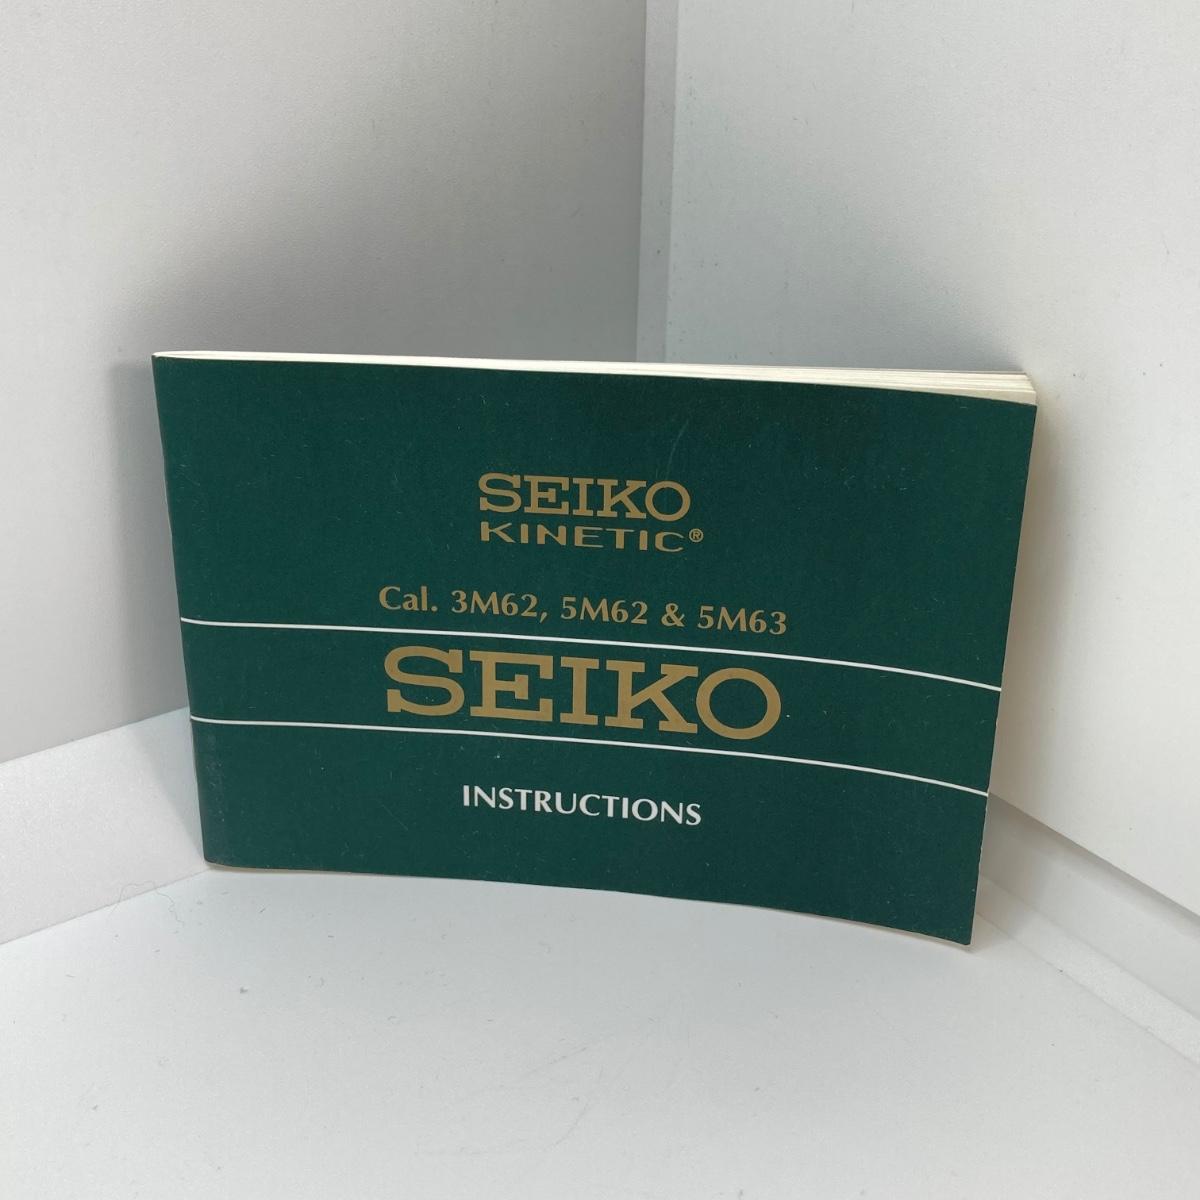 SEIKO
KINETIC®
Cal. 3M62, 5M62 & 5M63
SEIKO
INSTRUCTIONS